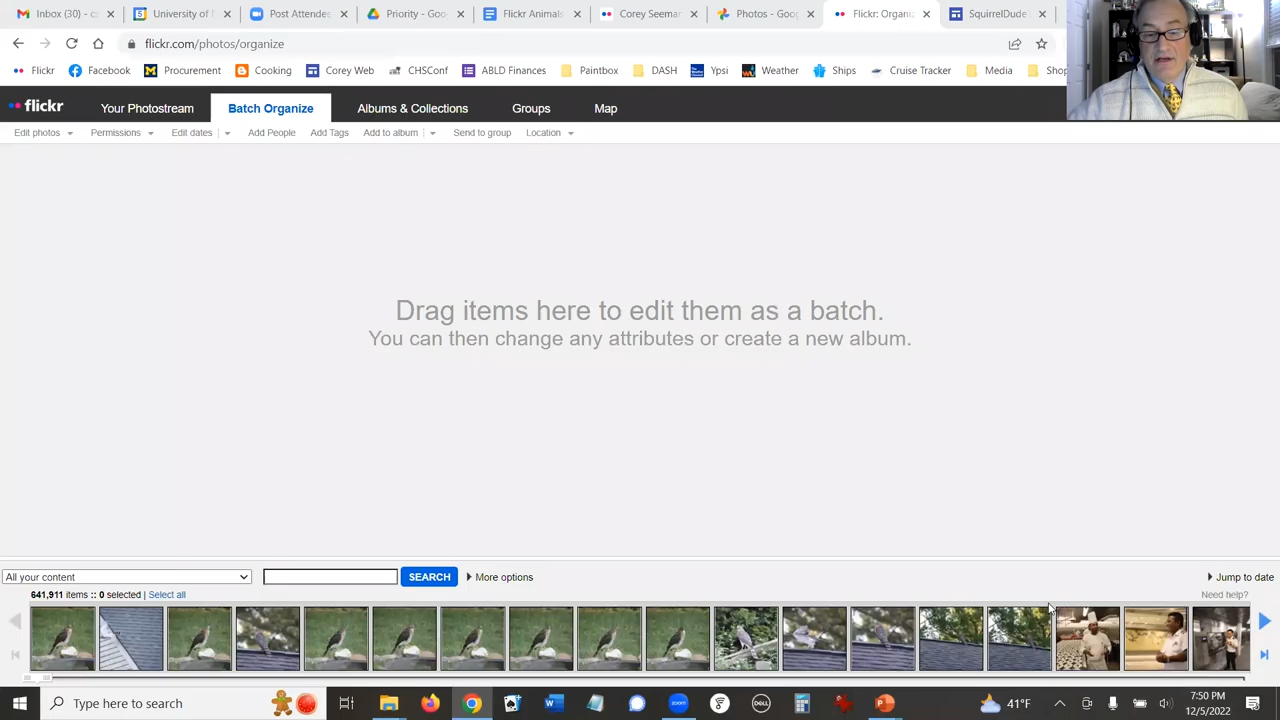 Inbox (30) - c
University of
Post Attende
Priority - Goo
Flickr Animals
Corey Seeman
Photos - Goog
Flickr: Organi
SquirrelDude
flickr.com/photos/organize
Flickr
Facebook
Procurement
Cooking
Corey Web
CHSConf
ABLD Finances
Paintbox
DASH
Ypsi
Weather
Ships
Cruise Tracker
Media
Shop
flickr
Your Photostream
Batch Organize
Albums & Collections
Groups
Map
Edit photos
Permissions
Edit dates
Add People
Add Tags
Add to album
Send to group
Location
Drag items here to edit them as a batch.
You can then change any attributes or create a new album.
All your content
SEARCH
More options
Jump to date
641,911 items :: 0 selected | Select all
Need help?
Type here to search
zoom
DELL
41°F
7:50 PM
12/5/2022